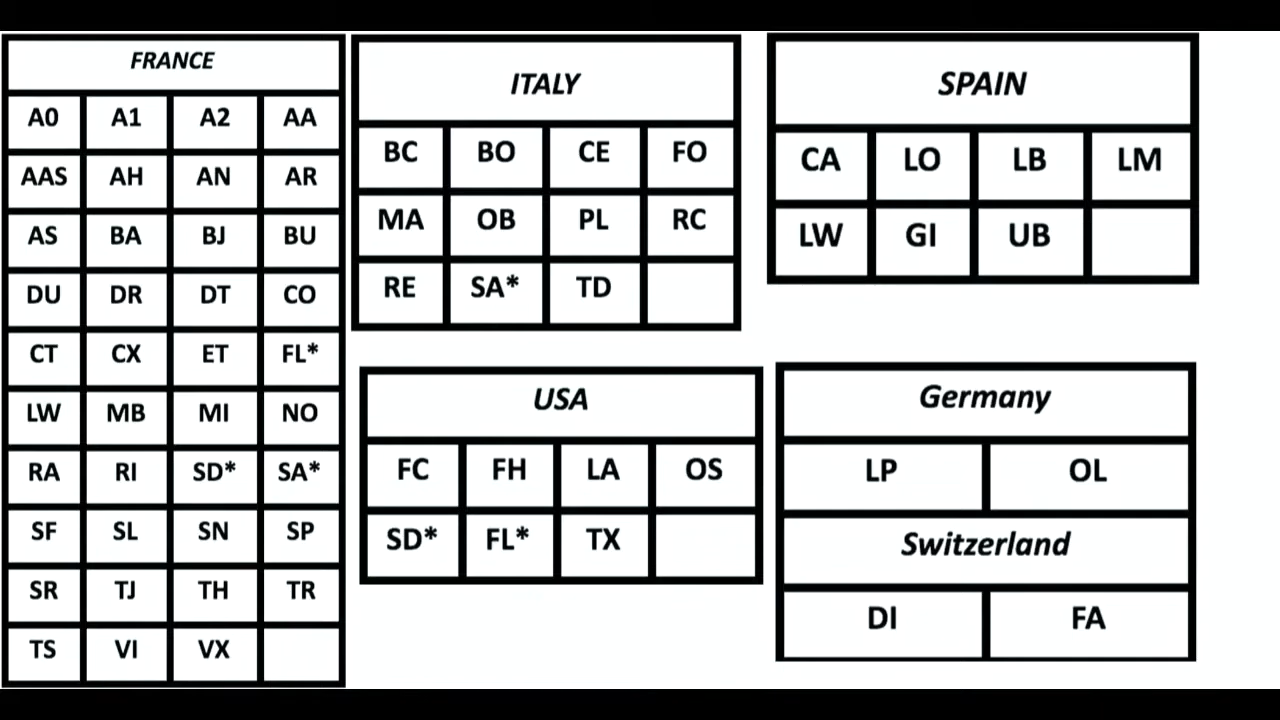 FRANCE
A0 A1 A2 AA
AAS AH AN AR
AS BA BJ BU
DU DR DT CO
CT CX ET FL*
LW MB MI NO
RA RI SD* SA*
SF SL SN SP
SR TJ TH TR
TS VI VX
ITALY
BC BO CE FO
MA OB PL RC
RE SA* TD
SPAIN
CA LO LB LM
LW GI UB
USA
FC FH LA OS
SD* FL* TX
Germany
LP OL
Switzerland
DI FA